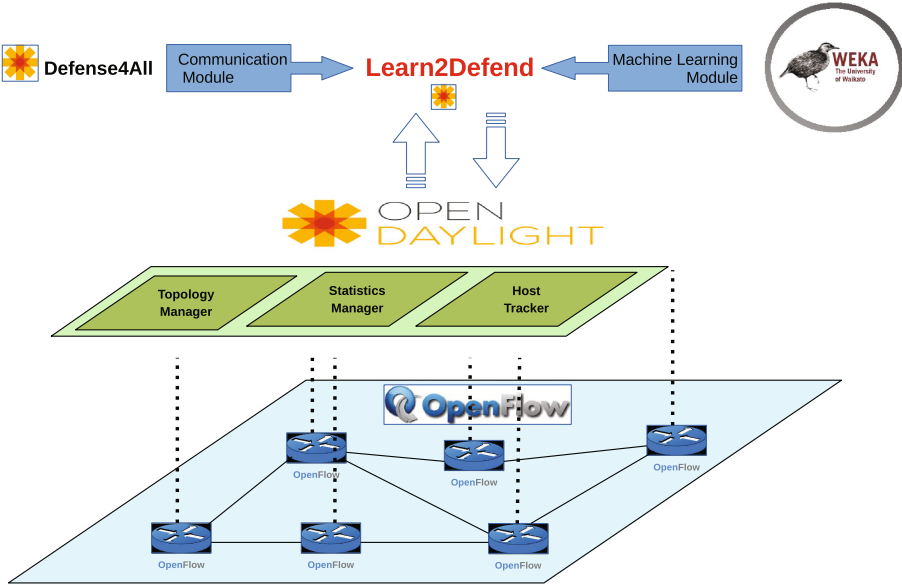 Defense4All
Communication
Module
Learn2Defend
Machine Learning
Module
WEKA
The University
of Waikato
OPEN
DAYLIGHT
Topology
Manager
Statistics
Manager
Host
Tracker
OpenFlow
OpenFlow
OpenFlow
OpenFlow
OpenFlow
OpenFlow
OpenFlow